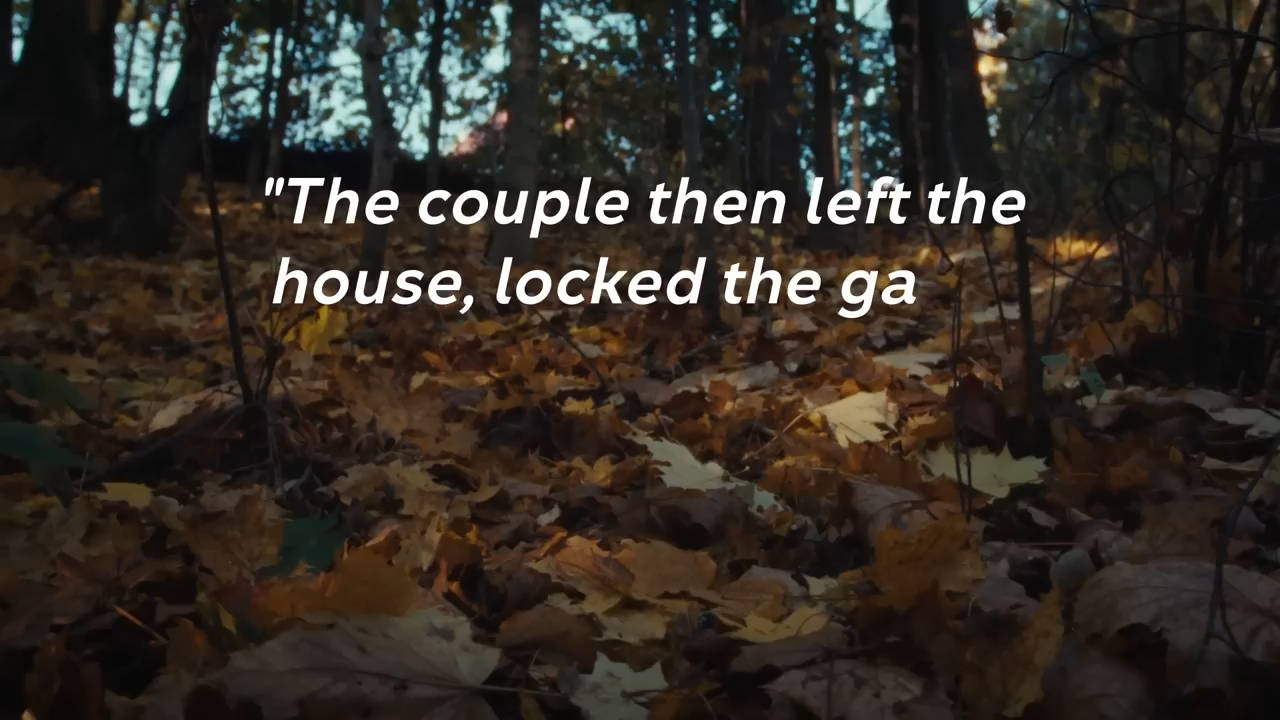 "The couple then left the
house, locked the ga